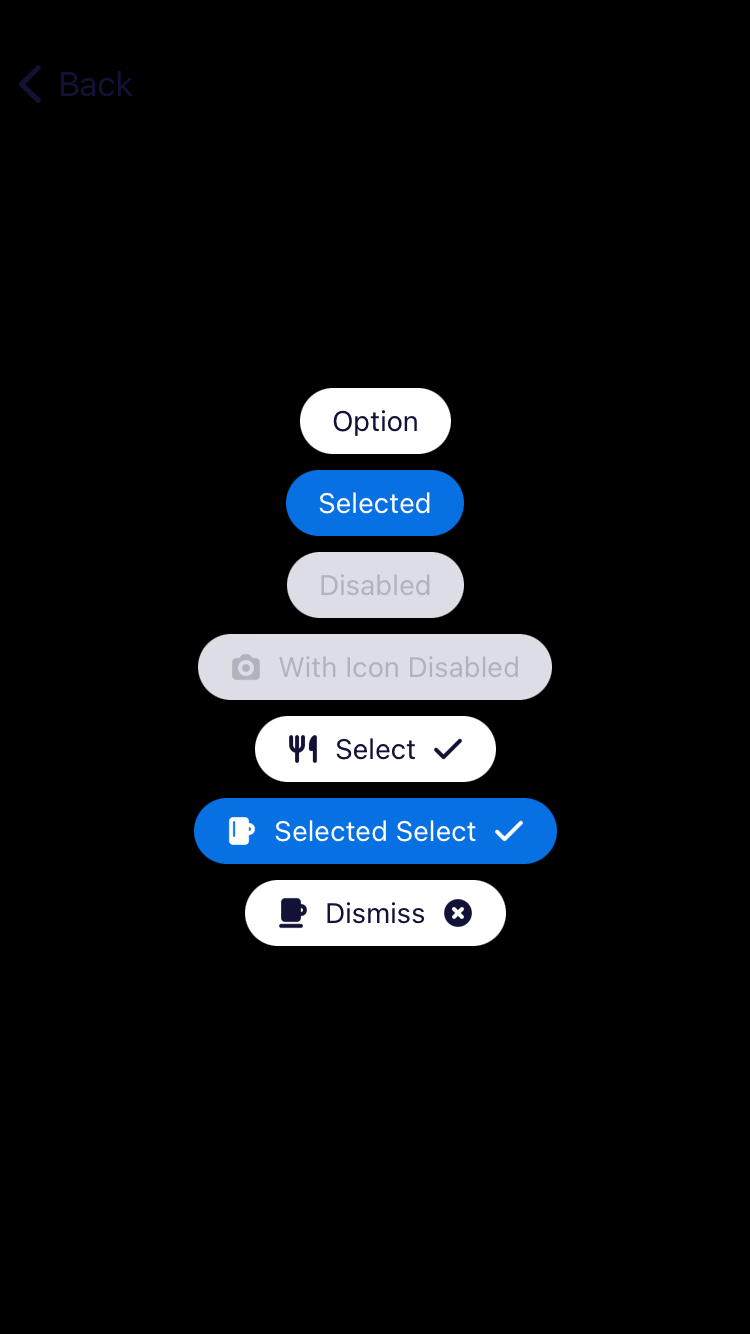 Back
Option
Selected
Disabled
With Icon Disabled
Select
Selected Select
Dismiss